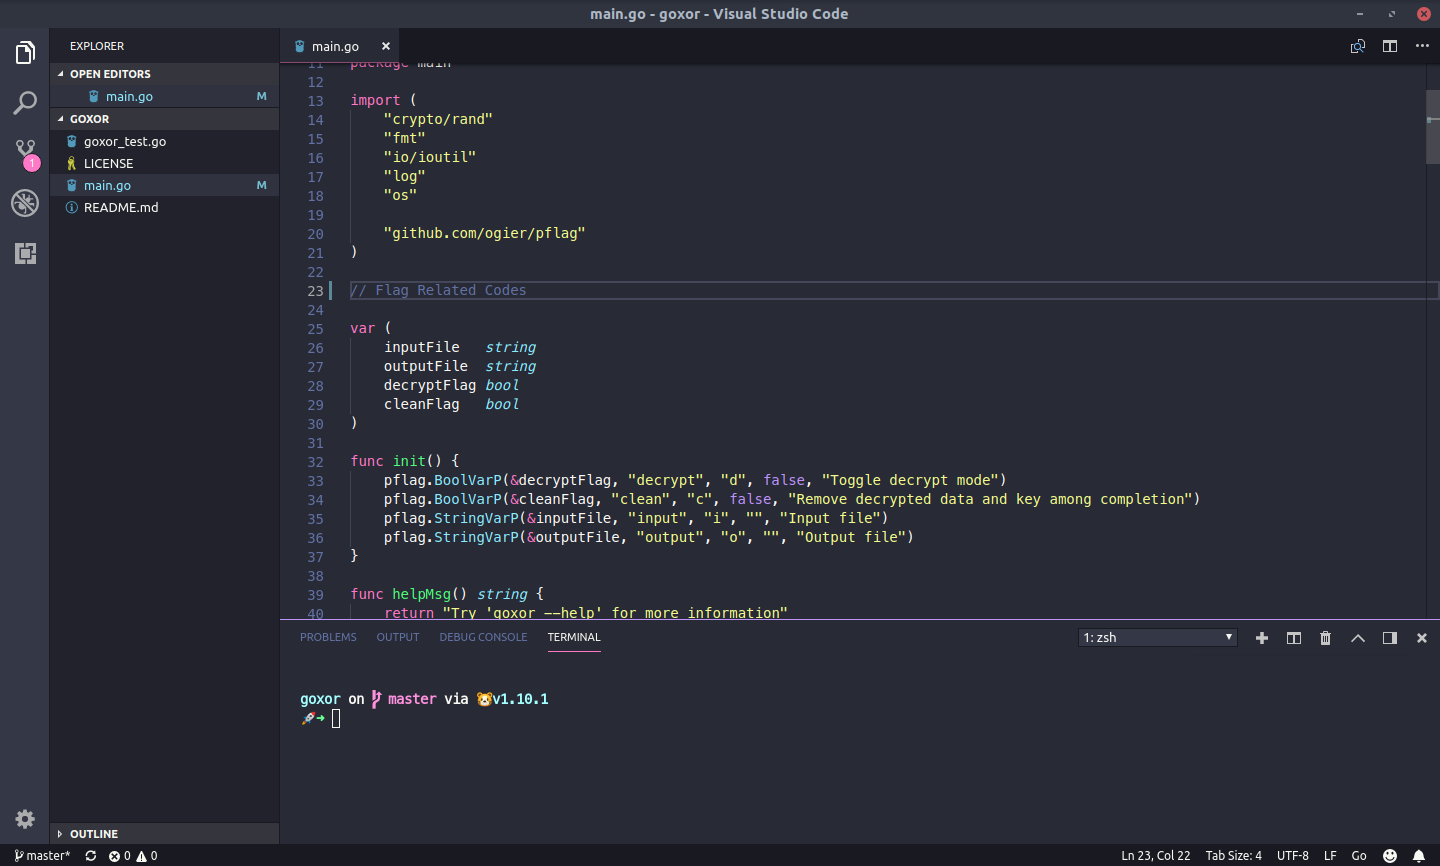 main.go - goxor - Visual Studio Code
EXPLORER
OPEN EDITORS
main.go M
GOXOR
goxor_test.go
LICENSE
main.go M
README.md
1
OUTLINE
main.go
11 package main
12
13 import (
14 "crypto/rand"
15 "fmt"
16 "io/ioutil"
17 "log"
18 "os"
19
20 "github.com/ogier/pflag"
21 )
22
23 // Flag Related Codes
24
25 var (
26 inputFile string
27 outputFile string
28 decryptFlag bool
29 cleanFlag bool
30 )
31
32 func init() {
33 pflag.BoolVarP(&decryptFlag, "decrypt", "d", false, "Toggle decrypt mode")
34 pflag.BoolVarP(&cleanFlag, "clean", "c", false, "Remove decrypted data and key among completion")
35 pflag.StringVarP(&inputFile, "input", "i", "", "Input file")
36 pflag.StringVarP(&outputFile, "output", "o", "", "Output file")
37 }
38
39 func helpMsg() string {
40 return "Try 'goxor --help' for more information"
PROBLEMS OUTPUT DEBUG CONSOLE TERMINAL 1: zsh
goxor on master via 🐯v1.10.1
🚀➜
master* 0 0 Ln 23, Col 22 Tab Size: 4 UTF-8 LF Go